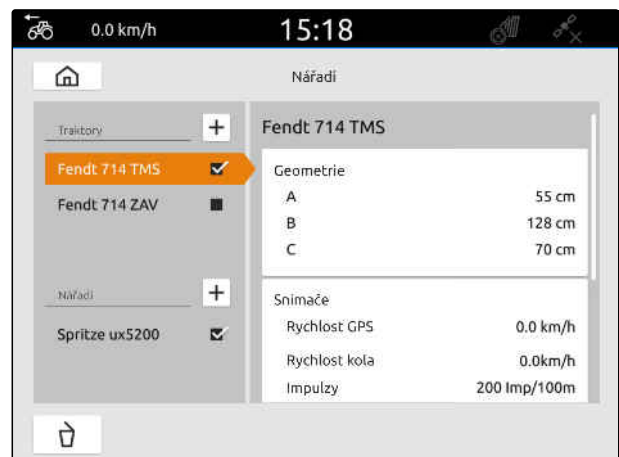 0.0 km/h 15:18
Nářadí
Traktory
Fendt 714 TMS
Fendt 714 ZAV
Nářadí
Spritze ux5200
Fendt 714 TMS
Geometrie
A 55 cm
B 128 cm
C 70 cm
Snímače
Rychlost GPS 0.0 km/h
Rychlost kola 0.0km/h
Impulzy 200 Imp/100m